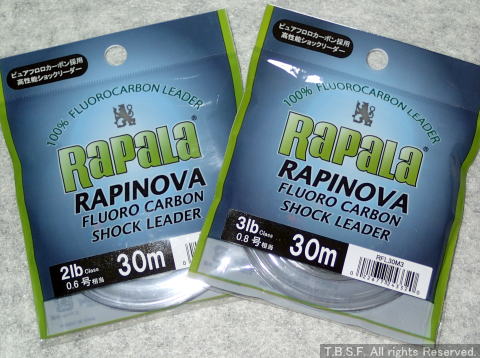 ピュアフロロカーボン採用
高性能ショックリーダー
100% FLUOROCARBON LEADER
RAPALA
RAPINOVA
FLUORO CARBON
SHOCK LEADER
2lb Class
0.6号相当
30m
ピュアフロロカーボン採用
高性能ショックリーダー
100% FLUOROCARBON LEADER
RAPALA
RAPINOVA
FLUORO CARBON
SHOCK LEADER
3lb Class
0.8号相当
30m
RFL30M3
T.B.S.F. All rights Reserved.